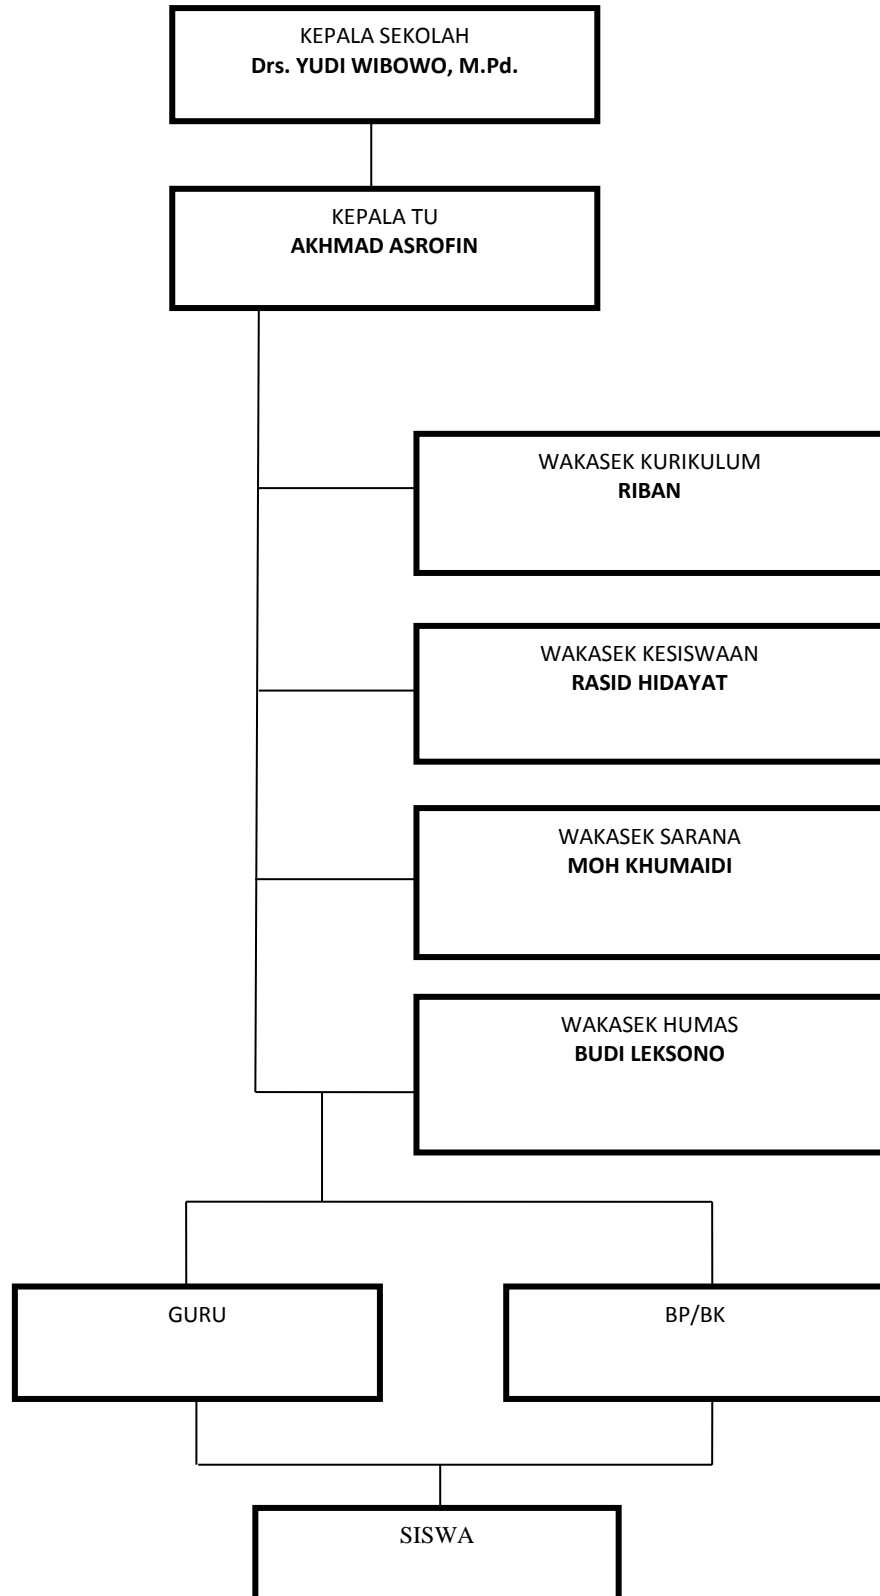 KEPALA SEKOLAH
Drs. YUDI WIBOWO, M.Pd.
KEPALA TU
AKHMAD ASROFIN
WAKASEK KURIKULUM
RIBAN
WAKASEK KESISWAAN
RASID HIDAYAT
WAKASEK SARANA
MOH KHUMAIDI
WAKASEK HUMAS
BUDI LEKSONO
GURU
BP/BK
SISWA